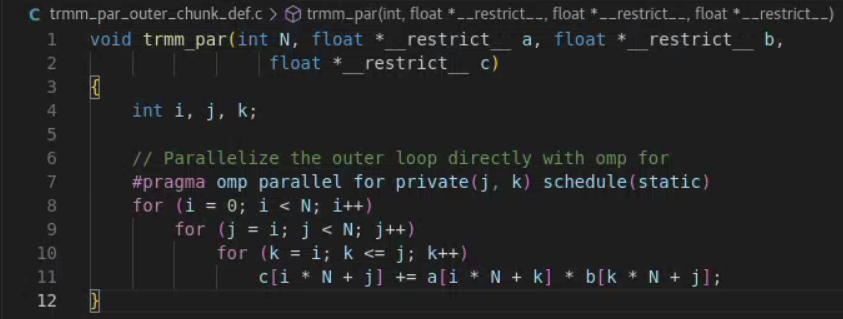 C trmm_par_outer_chunk_def.c > trmm_par(int, float *__restrict__, float *__restrict__, float *__restrict__)
1 void trmm_par(int N, float *__restrict__ a, float *__restrict__ b,
2 float *__restrict__ c)
3 {
4 int i, j, k;
5
6 // Parallelize the outer loop directly with omp for
7 #pragma omp parallel for private(j, k) schedule(static)
8 for (i = 0; i < N; i++)
9 for (j = i; j < N; j++)
10 for (k = i; k <= j; k++)
11 c[i * N + j] += a[i * N + k] * b[k * N + j];
12 }